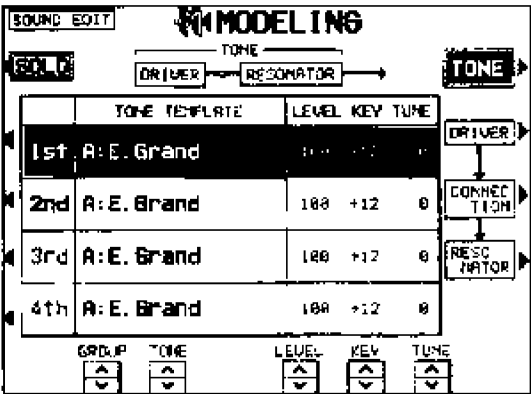 SOUND EDIT
MODELING
SOLO
TONE
DRIVER
RESONATOR
TONE
TONE TEMPLATE LEVEL KEY TUNE
1st A:E.Grand
2nd A:E.Grand 100 +12 0
3rd A:E.Grand 100 +12 0
4th A:E.Grand 100 +12 0
DRIVER
CONNEC
TION
RESO
NATOR
GROUP TONE LEVEL KEY TUNE